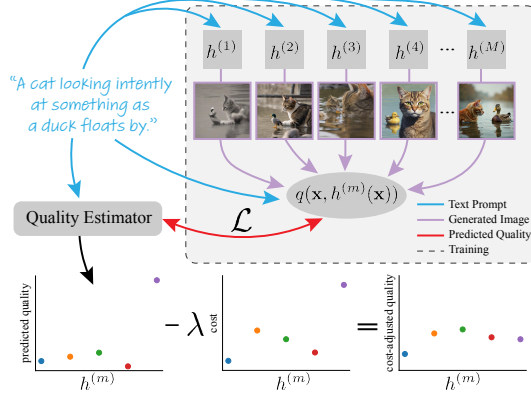 h^(1) h^(2) h^(3) h^(4) ... h^(M)
"A cat looking intently
at something as
a duck floats by."
...
q(x, h^(m)(x))
Text Prompt
Generated Image
Predicted Quality
Training
Quality Estimator
ℒ
predicted quality
h^(m)
− λ
cost
h^(m)
=
cost-adjusted quality
h^(m)